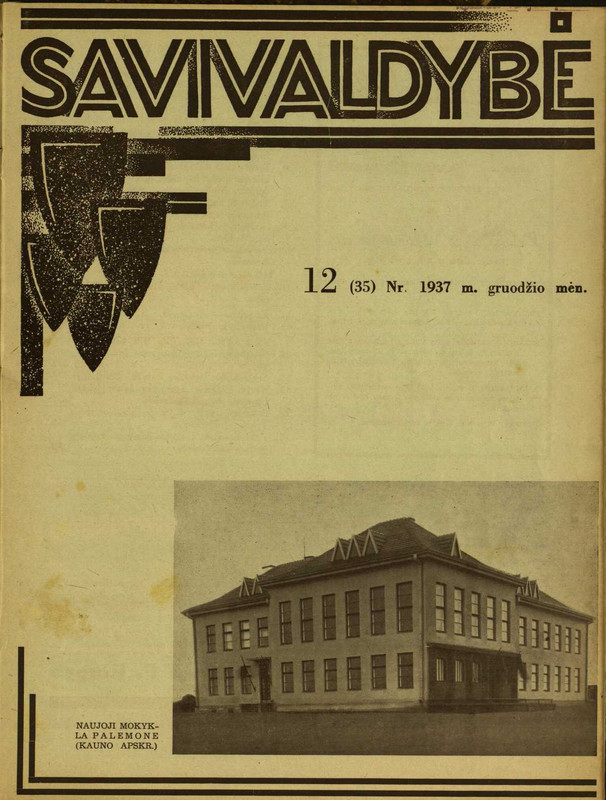 SAVIVALDYBĖ
12 (35) Nr. 1937 m. gruodžio mėn.
NAUJOJI MOKYK-
LA PALEMONE
(KAUNO APSKR.)